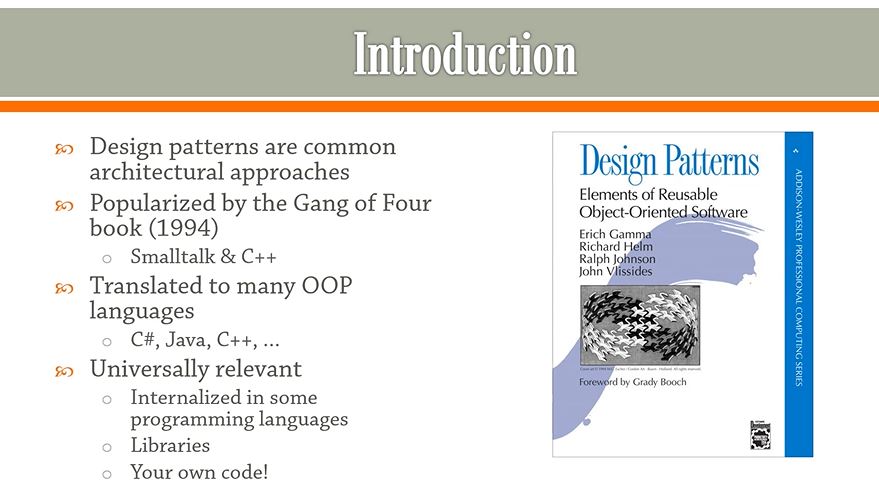 Introduction
Design patterns are common
architectural approaches
Popularized by the Gang of Four
book (1994)
Smalltalk & C++
Translated to many OOP
languages
C#, Java, C++, ...
Universally relevant
Internalized in some
programming languages
Libraries
Your own code!
Design Patterns
Elements of Reusable
Object-Oriented Software
Erich Gamma
Richard Helm
Ralph Johnson
John Vlissides
Foreword by Grady Booch
ADDISON-WESLEY PROFESSIONAL COMPUTING SERIES